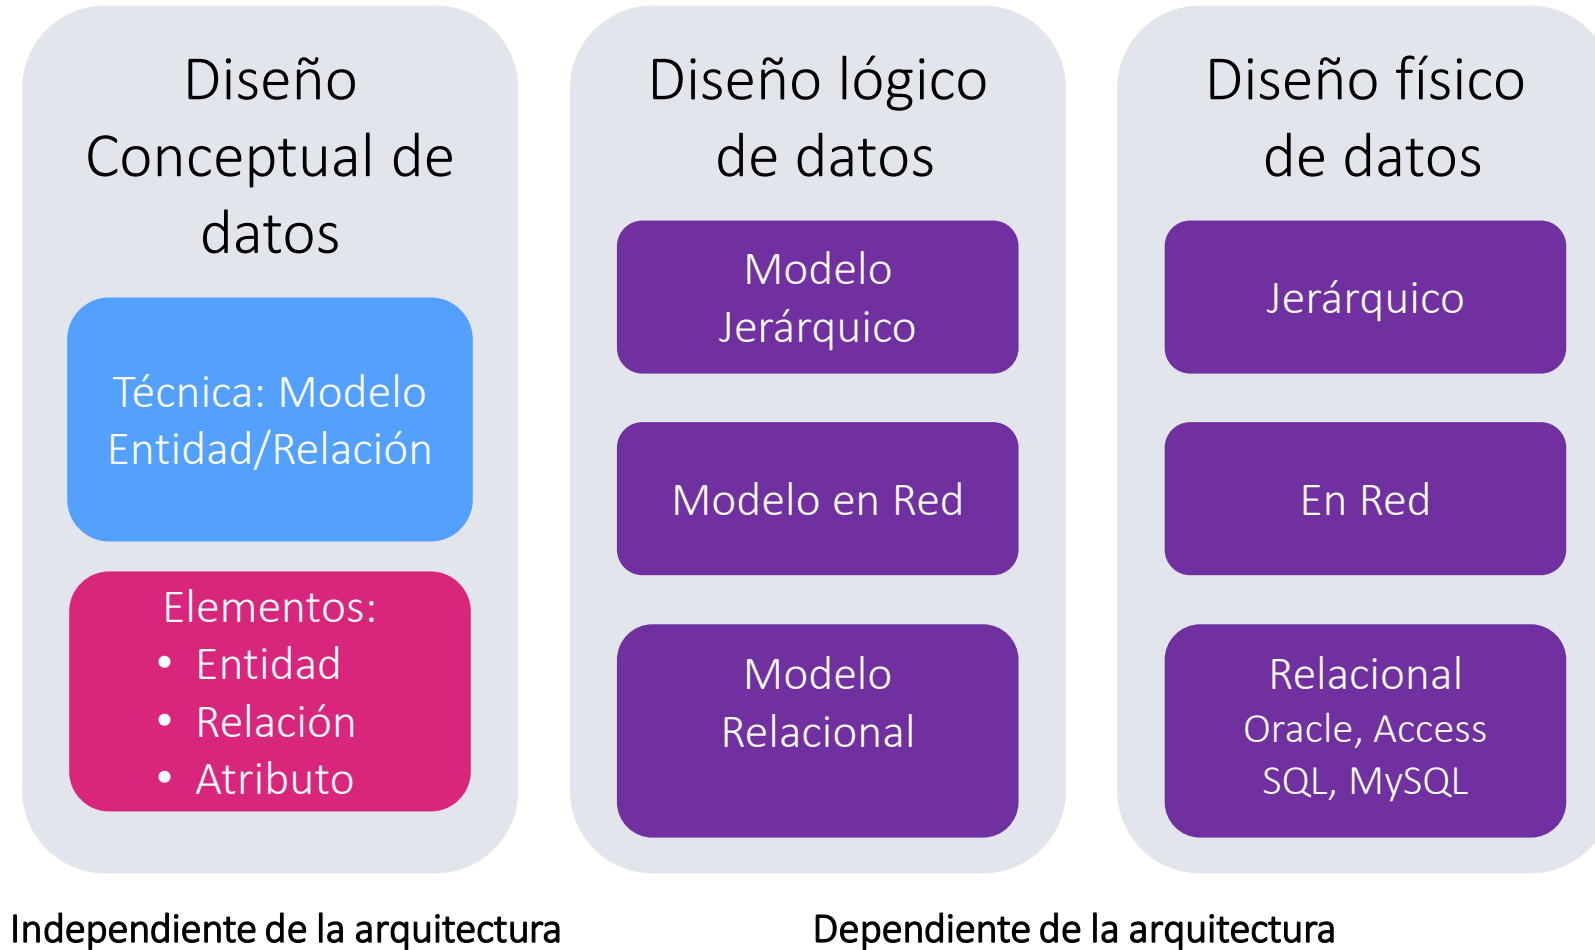 Diseño
Conceptual de
datos
Técnica: Modelo
Entidad/Relación
Elementos:
• Entidad
• Relación
• Atributo
Diseño lógico
de datos
Modelo
Jerárquico
Modelo en Red
Modelo
Relacional
Diseño físico
de datos
Jerárquico
En Red
Relacional
Oracle, Access
SQL, MySQL
Independiente de la arquitectura
Dependiente de la arquitectura